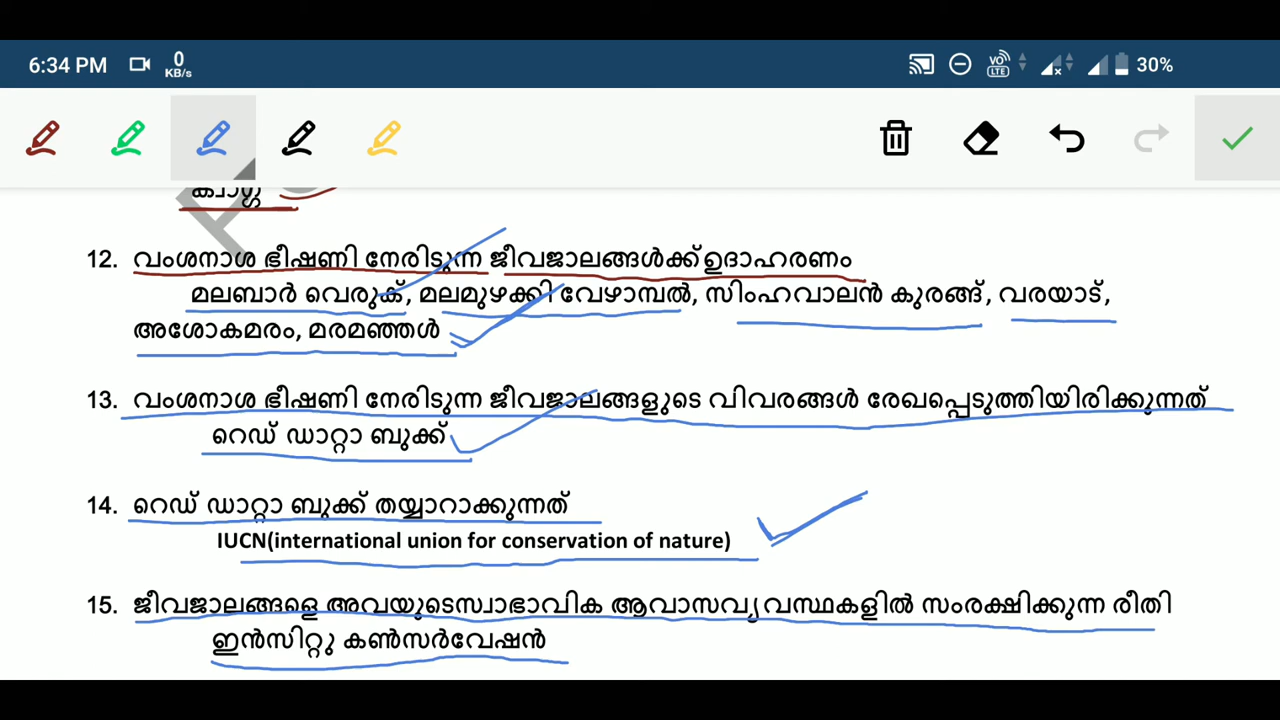 6:34 PM 0 KB/s VO LTE 30%
ക്വാഗ്ഗ
12. വംശനാശ ഭീഷണി നേരിടുന്ന ജീവജാലങ്ങൾക്ക് ഉദാഹരണം
മലബാർ വെരുക്, മലമുഴക്കി വേഴാമ്പൽ, സിംഹവാലൻ കുരങ്ങ്, വരയാട്,
അശോകമരം, മരമഞ്ഞൾ
13. വംശനാശ ഭീഷണി നേരിടുന്ന ജീവജാലങ്ങളുടെ വിവരങ്ങൾ രേഖപ്പെടുത്തിയിരിക്കുന്നത്
റെഡ് ഡാറ്റാ ബുക്ക്
14. റെഡ് ഡാറ്റാ ബുക്ക് തയ്യാറാക്കുന്നത്
IUCN(international union for conservation of nature)
15. ജീവജാലങ്ങളെ അവയുടെസ്വാഭാവിക ആവാസവ്യവസ്ഥകളിൽ സംരക്ഷിക്കുന്ന രീതി
ഇൻസിറ്റു കൺസർവേഷൻ